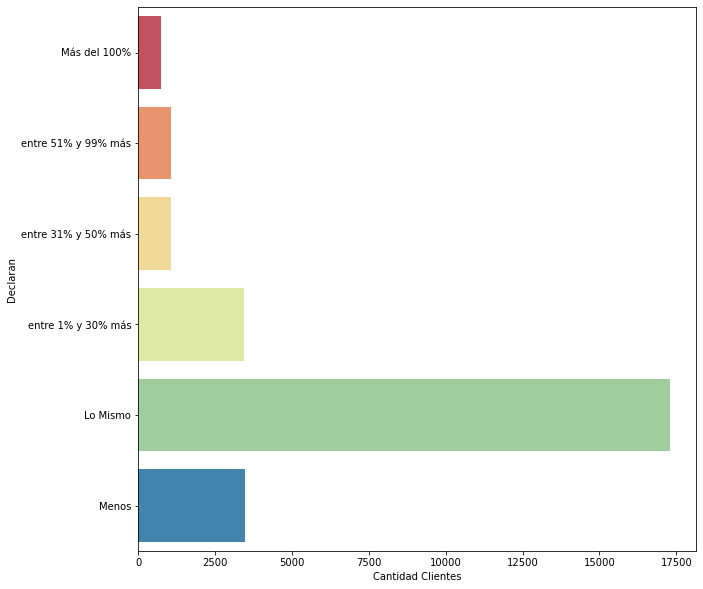 Más del 100%
entre 51% y 99% más
entre 31% y 50% más
entre 1% y 30% más
Lo Mismo
Menos
Declaran
0 2500 5000 7500 10000 12500 15000 17500
Cantidad Clientes